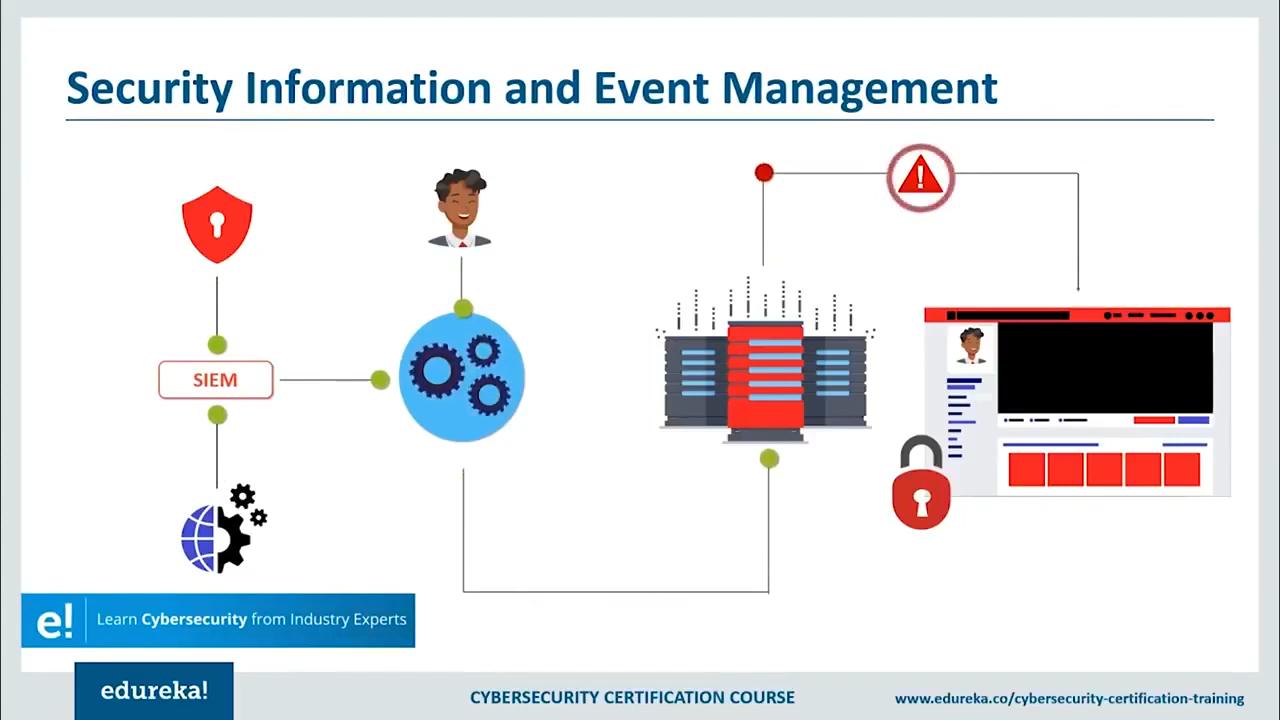 Security Information and Event Management
SIEM
e! Learn Cybersecurity from Industry Experts
edureka!
CYBERSECURITY CERTIFICATION COURSE
www.edureka.co/cybersecurity-certification-training